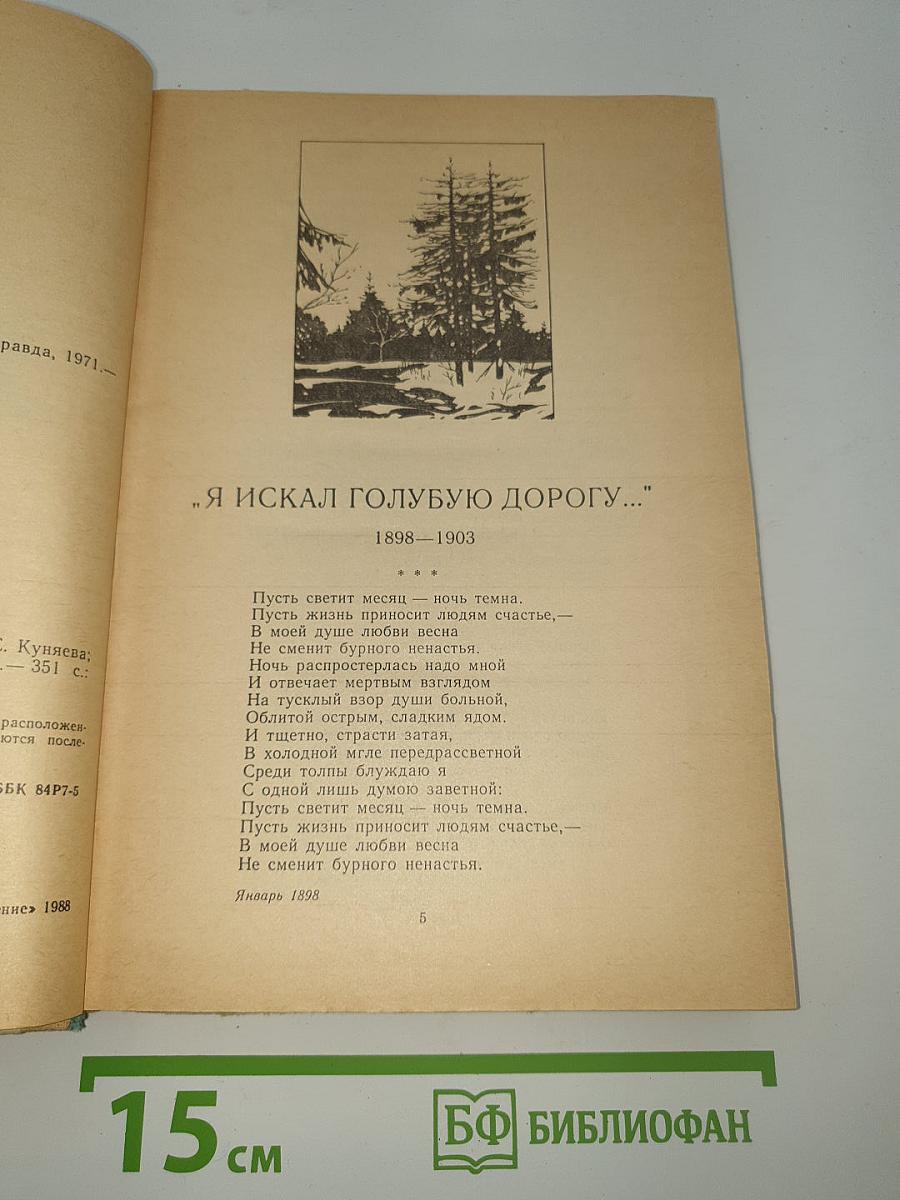 равда, 1971.—
С. Куняева;
.— 351 с.:
расположен-
ются после-
ББК 84Р7-5
ение» 1988
„Я ИСКАЛ ГОЛУБУЮ ДОРОГУ..."
1898—1903
* * *
Пусть светит месяц — ночь темна.
Пусть жизнь приносит людям счастье,—
В моей душе любви весна
Не сменит бурного ненастья.
Ночь распростерлась надо мной
И отвечает мертвым взглядом
На тусклый взор души больной,
Облитой острым, сладким ядом.
И тщетно, страсти затая,
В холодной мгле передрассветной
Среди толпы блуждаю я
С одной лишь думою заветной:
Пусть светит месяц — ночь темна.
Пусть жизнь приносит людям счастье,—
В моей душе любви весна
Не сменит бурного ненастья.
Январь 1898
5
15 см
БФ БИБЛИОФАН